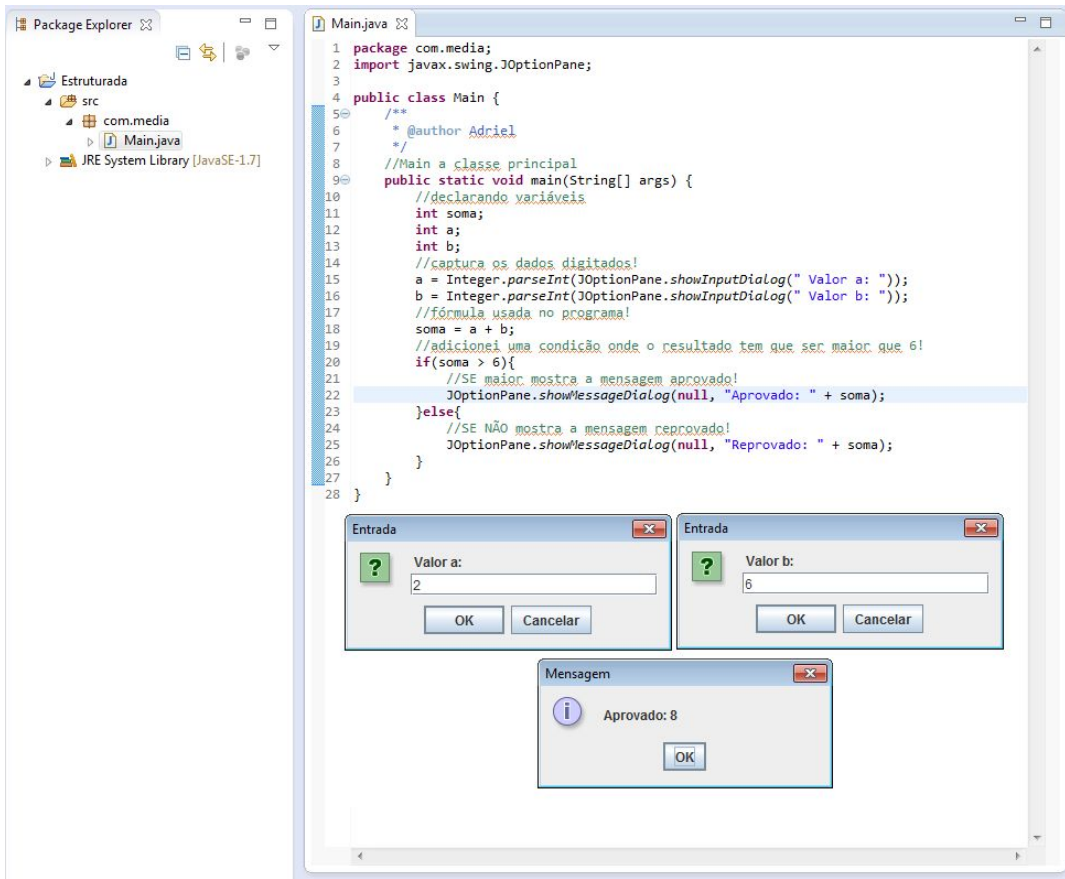 Package Explorer
Estruturada
src
com.media
Main.java
JRE System Library [JavaSE-1.7]
Main.java
1 package com.media;
2 import javax.swing.JOptionPane;
3
4 public class Main {
5 /**
6 * @author Adriel
7 */
8 //Main a classe principal
9 public static void main(String[] args) {
10 //declarando variáveis
11 int soma;
12 int a;
13 int b;
14 //captura os dados digitados!
15 a = Integer.parseInt(JOptionPane.showInputDialog(" Valor a: "));
16 b = Integer.parseInt(JOptionPane.showInputDialog(" Valor b: "));
17 //fórmula usada no programa!
18 soma = a + b;
19 //adicionei uma condicão onde o resultado tem que ser maior que 6!
20 if(soma > 6){
21 //SE maior mostra a mensagem aprovado!
22 JOptionPane.showMessageDialog(null, "Aprovado: " + soma);
23 }else{
24 //SE NÃO mostra a mensagem reprovado!
25 JOptionPane.showMessageDialog(null, "Reprovado: " + soma);
26 }
27 }
28 }
Entrada
Valor a:
2
OK Cancelar
Entrada
Valor b:
6
OK Cancelar
Mensagem
Aprovado: 8
OK